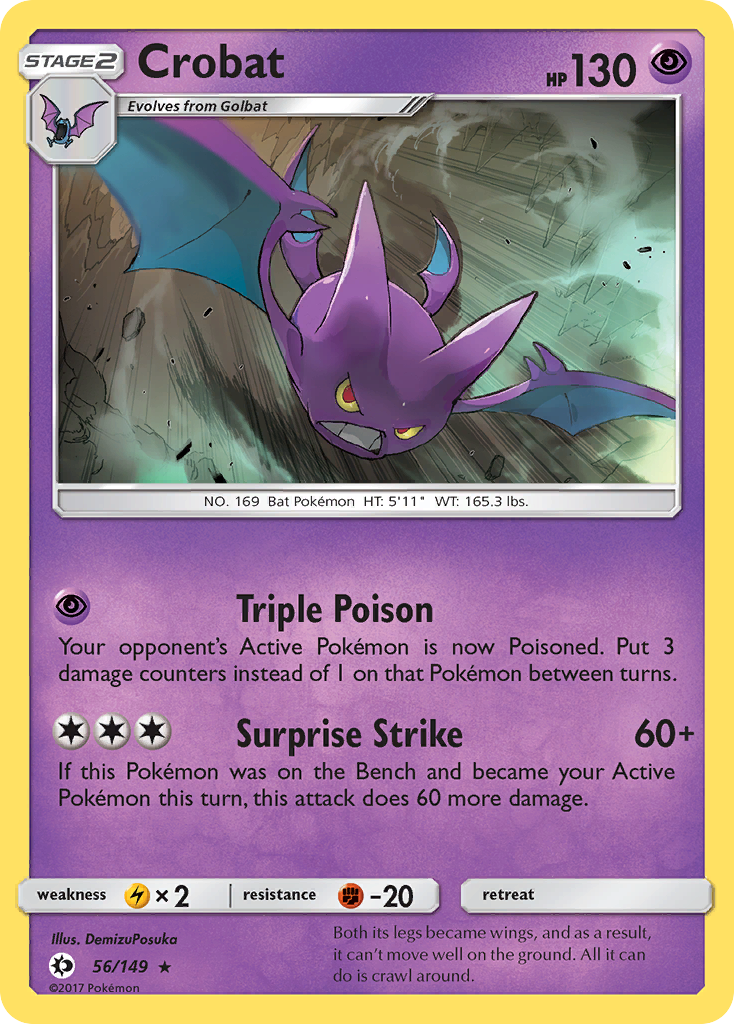 STAGE2 Crobat HP 130
Evolves from Golbat
NO. 169 Bat Pokémon HT: 5'11" WT: 165.3 lbs.
Triple Poison
Your opponent's Active Pokémon is now Poisoned. Put 3
damage counters instead of 1 on that Pokémon between turns.
Surprise Strike 60+
If this Pokémon was on the Bench and became your Active
Pokémon this turn, this attack does 60 more damage.
weakness ×2 resistance -20 retreat
Illus. DemizuPosuka
56/149
©2017 Pokémon
Both its legs became wings, and as a result,
it can't move well on the ground. All it can
do is crawl around.